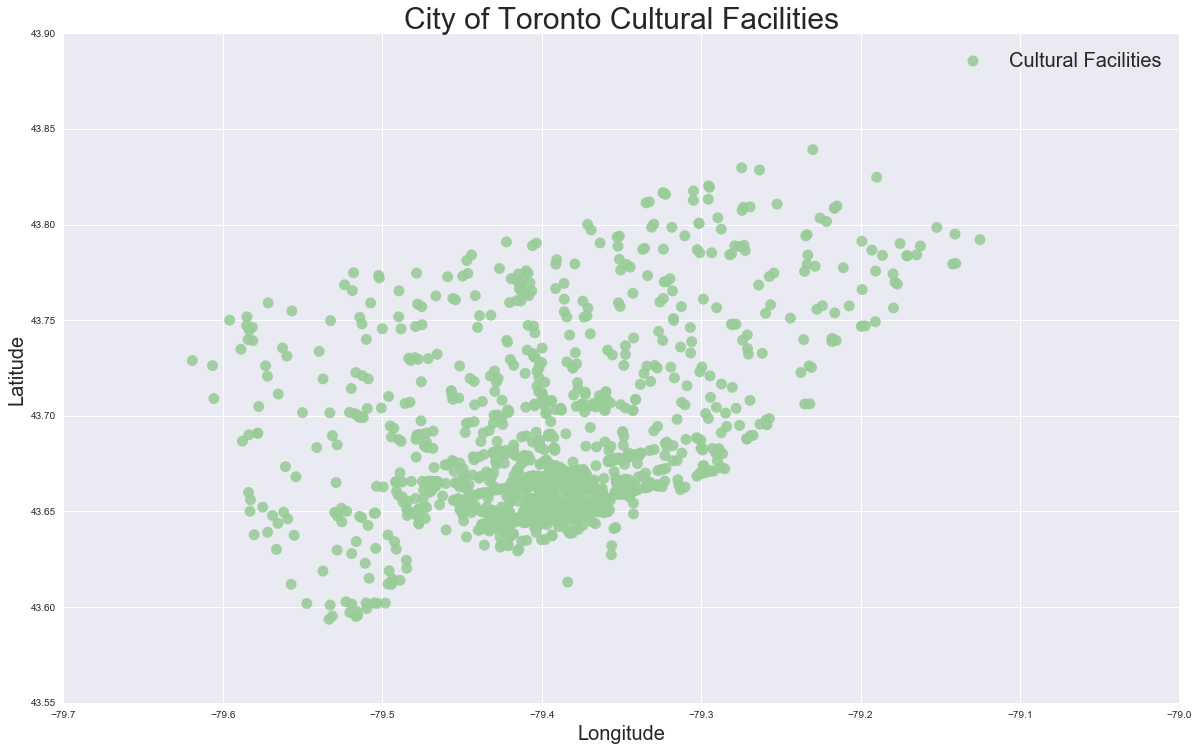 City of Toronto Cultural Facilities
Cultural Facilities
43.90
43.85
43.80
43.75
43.70
43.65
43.60
43.55
Latitude
−79.7 −79.6 −79.5 −79.4 −79.3 −79.2 −79.1 −79.0
Longitude